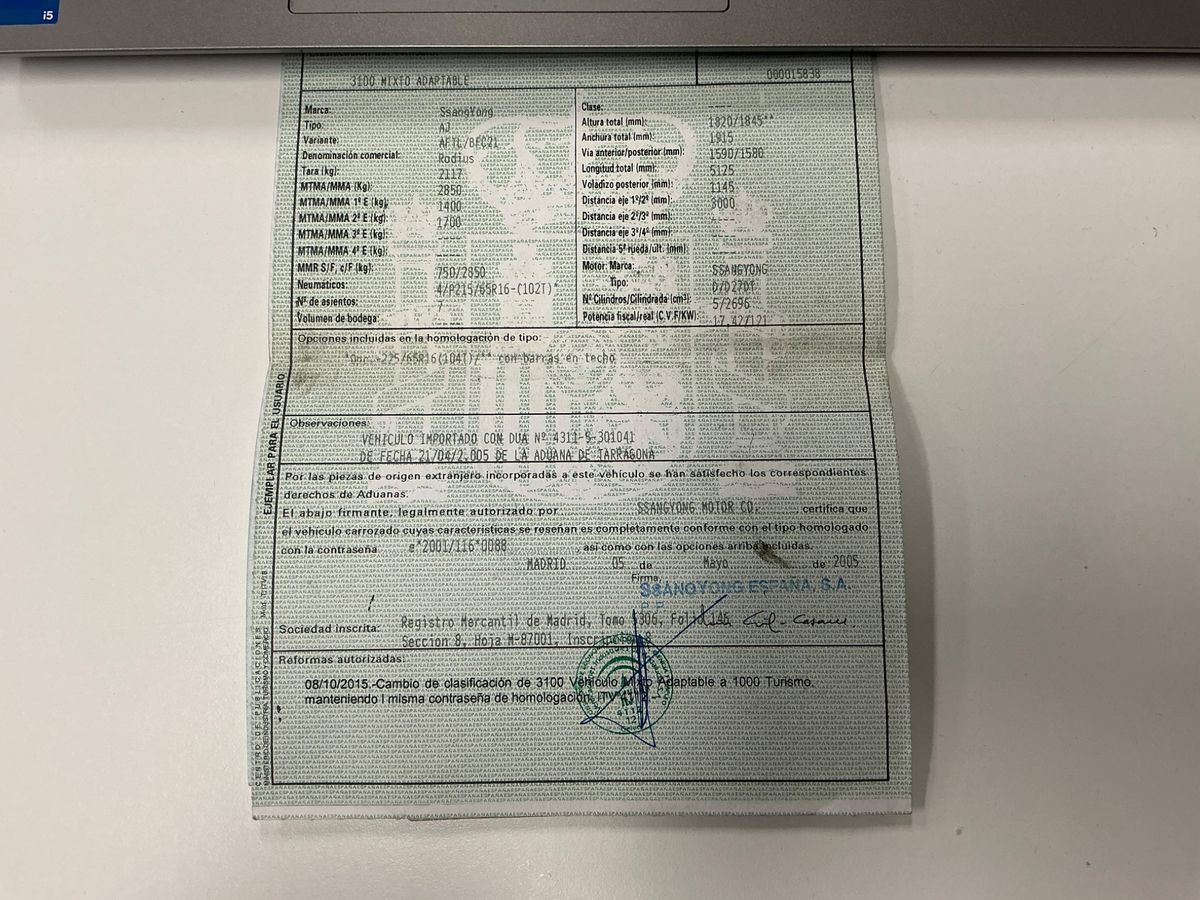 i5
3100 MIXTO ADAPTABLE
000015838
Marca: SsangYong
Tipo: AJ
Variante:
Denominación comercial: Rodius
Tara (kg): 2117
MTMA/MMA (Kg): 2850
MTMA/MMA 1º E (kg): 1400
MTMA/MMA 2º E (kg): 1700
MTMA/MMA 3º E (kg): ----
MTMA/MMA 4º E (kg): ----
MMR S/F, c/F (kg): 750/2850
Neumáticos: 4/P215/65R16-(102T)*
Nº de asientos: 7
Volumen de bodega:
Clase: ----
Altura total (mm): 1820/1845**
Anchura total (mm): 1915
Via anterior/posterior (mm): 1590/1580
Longitud total (mm): 5125
Voladizo posterior (mm): 1145
Distancia eje 1º/2º (mm): 3000
Distancia eje 2º/3º (mm): ----
Distancia eje 3º/4º (mm): ----
Distancia 5ª rueda/ult. (mm): ----
Motor: Marca: SSANGYONG
Tipo: D/D27DT
Nº Cilindros/Cilindrada (cm³): 5/2696
Potencia fiscal/real (C.V.F/KW): 17,42/121
Opciones incluidas en la homologación de tipo:
*Opc.-225/65R16(104T)/** con barras en techo
Observaciones:
VEHICULO IMPORTADO CON DUA Nº 4311-5-301041
DE FECHA 21/04/2.005 DE LA ADUANA DE TARRAGONA
Por las piezas de origen extranjero incorporadas a este vehículo se han satisfecho los correspondientes
derechos de Aduanas.
El abajo firmante, legalmente autorizado por SSANGYONG MOTOR CO. certifica que
el vehículo carrozado cuyas características se reseñan es completamente conforme con el tipo homologado
con la contraseña e*2001/116*0088 , así como con las opciones arriba incluidas.
MADRID 05 de Mayo de 2005
Firma
SSANGYONG ESPAÑA, S.A.
P.P.
Sociedad inscrita: Registro Mercantil de Madrid, Tomo 5306, Folio 145
Seccion 8, Hoja M-87001,
Reformas autorizadas:
08/10/2015.-Cambio de clasificación de 3100 Vehículo Mixto Adaptable a 1000 Turismo,
manteniendo l misma contraseña de homologación. ITV
EJEMPLAR PARA EL USUARIO